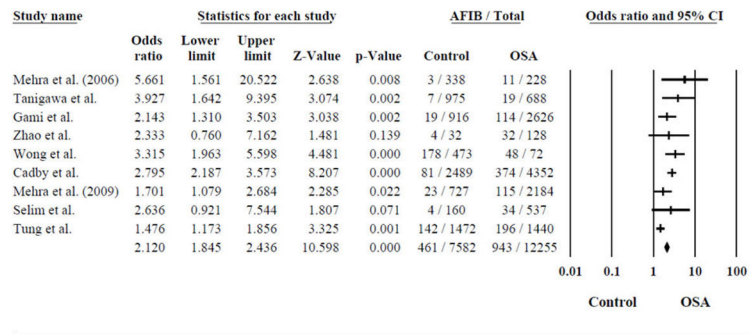 Study name Statistics for each study AFIB / Total Odds ratio and 95% CI
Odds ratio Lower limit Upper limit Z-Value p-Value Control OSA
Mehra et al. (2006) 5.661 1.561 20.522 2.638 0.008 3 / 338 11 / 228
Tanigawa et al. 3.927 1.642 9.395 3.074 0.002 7 / 975 19 / 688
Gami et al. 2.143 1.310 3.503 3.038 0.002 19 / 916 114 / 2626
Zhao et al. 2.333 0.760 7.162 1.481 0.139 4 / 32 32 / 128
Wong et al. 3.315 1.963 5.598 4.481 0.000 178 / 473 48 / 72
Cadby et al. 2.795 2.187 3.573 8.207 0.000 81 / 2489 374 / 4352
Mehra et al. (2009) 1.701 1.079 2.684 2.285 0.022 23 / 727 115 / 2184
Selim et al. 2.636 0.921 7.544 1.807 0.071 4 / 160 34 / 537
Tung et al. 1.476 1.173 1.856 3.325 0.001 142 / 1472 196 / 1440
2.120 1.845 2.436 10.598 0.000 461 / 7582 943 / 12255
0.01 0.1 1 10 100
Control OSA